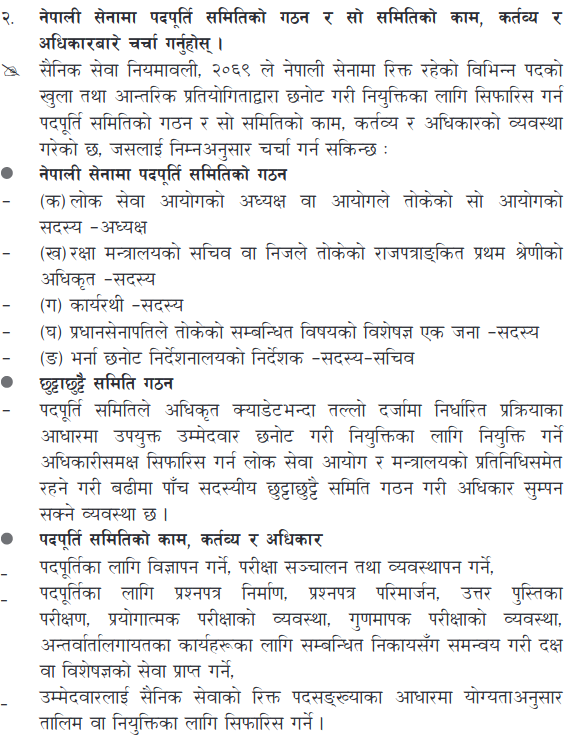 २. नेपाली सेनामा पदपूर्ति समितिको गठन र सो समितिको काम, कर्तव्य र
अधिकारबारे चर्चा गर्नुहोस् ।
सैनिक सेवा नियमावली, २०६९ ले नेपाली सेनामा रिक्त रहेको विभिन्न पदको
खुला तथा आन्तरिक प्रतियोगिताद्वारा छनोट गरी नियुक्तिका लागि सिफारिस गर्न
पदपूर्ति समितिको गठन र सो समितिको काम, कर्तव्य र अधिकारको व्यवस्था
गरेको छ, जसलाई निम्नअनुसार चर्चा गर्न सकिन्छ :
● नेपाली सेनामा पदपूर्ति समितिको गठन
– (क) लोक सेवा आयोगको अध्यक्ष वा आयोगले तोकेको सो आयोगको
सदस्य –अध्यक्ष
– (ख) रक्षा मन्त्रालयको सचिव वा निजले तोकेको राजपत्राङ्कित प्रथम श्रेणीको
अधिकृत –सदस्य
– (ग) कार्यरथी –सदस्य
– (घ) प्रधानसेनापतिले तोकेको सम्बन्धित विषयको विशेषज्ञ एक जना –सदस्य
– (ङ) भर्ना छनोट निर्देशनालयको निर्देशक –सदस्य–सचिव
● छुट्टाछुट्टै समिति गठन
– पदपूर्ति समितिले अधिकृत क्याडेटभन्दा तल्लो दर्जामा निर्धारित प्रक्रियाका
आधारमा उपयुक्त उम्मेदवार छनोट गरी नियुक्तिका लागि नियुक्ति गर्ने
अधिकारीसमक्ष सिफारिस गर्न लोक सेवा आयोग र मन्त्रालयको प्रतिनिधिसमेत
रहने गरी बढीमा पाँच सदस्यीय छुट्टाछुट्टै समिति गठन गरी अधिकार सुम्पन
सक्ने व्यवस्था छ ।
● पदपूर्ति समितिको काम, कर्तव्य र अधिकार
– पदपूर्तिका लागि विज्ञापन गर्ने, परीक्षा सञ्चालन तथा व्यवस्थापन गर्ने,
– पदपूर्तिका लागि प्रश्नपत्र निर्माण, प्रश्नपत्र परिमार्जन, उत्तर पुस्तिका
परीक्षण, प्रयोगात्मक परीक्षाको व्यवस्था, गुणमापक परीक्षाको व्यवस्था,
अन्तर्वार्तालगायतका कार्यहरूका लागि सम्बन्धित निकायसँग समन्वय गरी दक्ष
वा विशेषज्ञको सेवा प्राप्त गर्ने,
– उम्मेदवारलाई सैनिक सेवाको रिक्त पदसङ्ख्याका आधारमा योग्यताअनुसार
तालिम वा नियुक्तिका लागि सिफारिस गर्ने ।